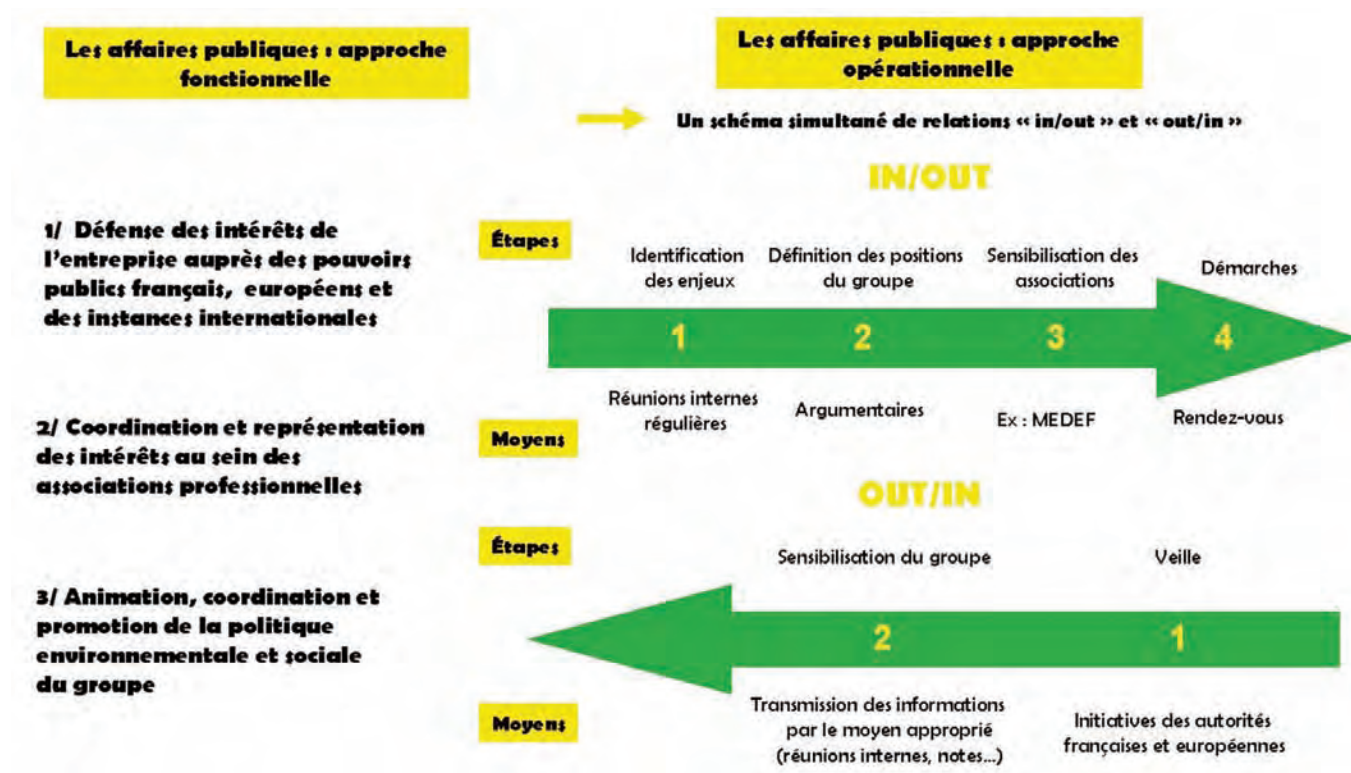 Les affaires publiques : approche
fonctionnelle
1/ Défense des intérêts de
l'entreprise auprès des pouvoirs
publics français, européens et
des instances internationales
2/ Coordination et représentation
des intérêts au sein des
associations professionnelles
3/ Animation, coordination et
promotion de la politique
environnementale et sociale
du groupe
Les affaires publiques : approche
opérationnelle
Un schéma simultané de relations « in/out » et « out/in »
IN/OUT
Étapes
Identification
des enjeux
Définition des positions
du groupe
Sensibilisation des
associations
Démarches
1
2
3
4
Moyens
Réunions internes
régulières
Argumentaires
Ex : MEDEF
Rendez-vous
OUT/IN
Étapes
Sensibilisation du groupe
Veille
2
1
Moyens
Transmission des informations
par le moyen approprié
(réunions internes, notes...)
Initiatives des autorités
françaises et européennes